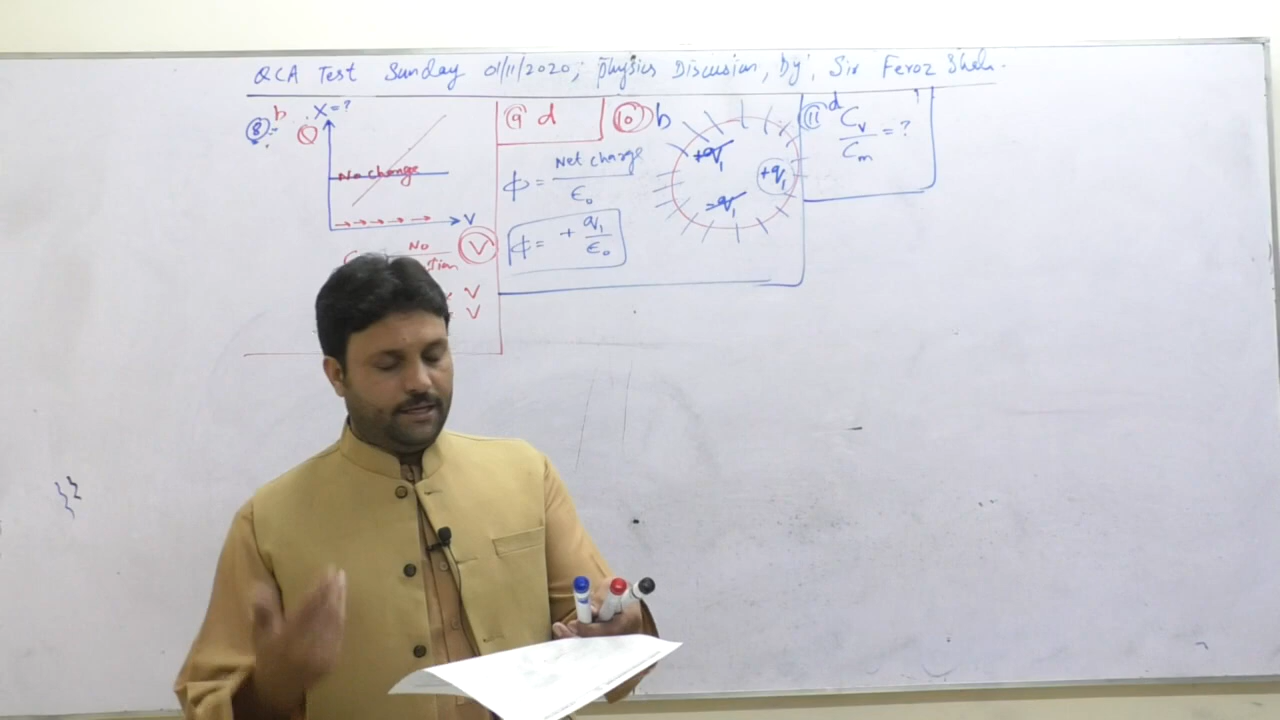 QCA Test Sunday 01/11/2020, Physics Discussion, by, Sir Feroz
8 b Q X = ?
No change
V
No V
V
V
9 d
φ = Net charge / ε₀
φ = + q₁ / ε₀
10 b
+q₁
+q₁
-q₁
11 d
Cv / Cm = ?